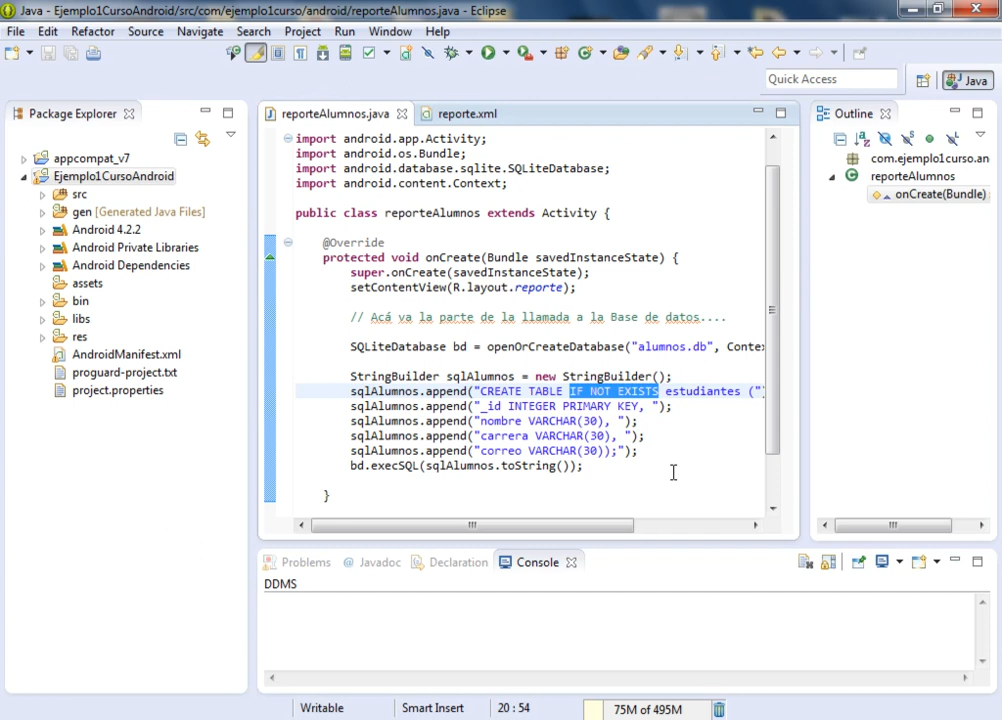 Java - Ejemplo1CursoAndroid/src/com/ejemplo1curso/android/reporteAlumnos.java - Eclipse
File Edit Refactor Source Navigate Search Project Run Window Help
Quick Access
Java
Package Explorer
appcompat_v7
Ejemplo1CursoAndroid
src
gen [Generated Java Files]
Android 4.2.2
Android Private Libraries
Android Dependencies
assets
bin
libs
res
AndroidManifest.xml
proguard-project.txt
project.properties
reporteAlumnos.java
reporte.xml
import android.app.Activity;
import android.os.Bundle;
import android.database.sqlite.SQLiteDatabase;
import android.content.Context;
public class reporteAlumnos extends Activity {
@Override
protected void onCreate(Bundle savedInstanceState) {
super.onCreate(savedInstanceState);
setContentView(R.layout.reporte);
// Acá va la parte de la llamada a la Base de datos....
SQLiteDatabase bd = openOrCreateDatabase("alumnos.db", Conte
StringBuilder sqlAlumnos = new StringBuilder();
sqlAlumnos.append("CREATE TABLE IF NOT EXISTS estudiantes (")
sqlAlumnos.append("_id INTEGER PRIMARY KEY, ");
sqlAlumnos.append("nombre VARCHAR(30), ");
sqlAlumnos.append("carrera VARCHAR(30), ");
sqlAlumnos.append("correo VARCHAR(30));");
bd.execSQL(sqlAlumnos.toString());
}
Outline
com.ejemplo1curso.an
reporteAlumnos
onCreate(Bundle)
Problems @ Javadoc Declaration Console
DDMS
Writable Smart Insert 20 : 54 75M of 495M